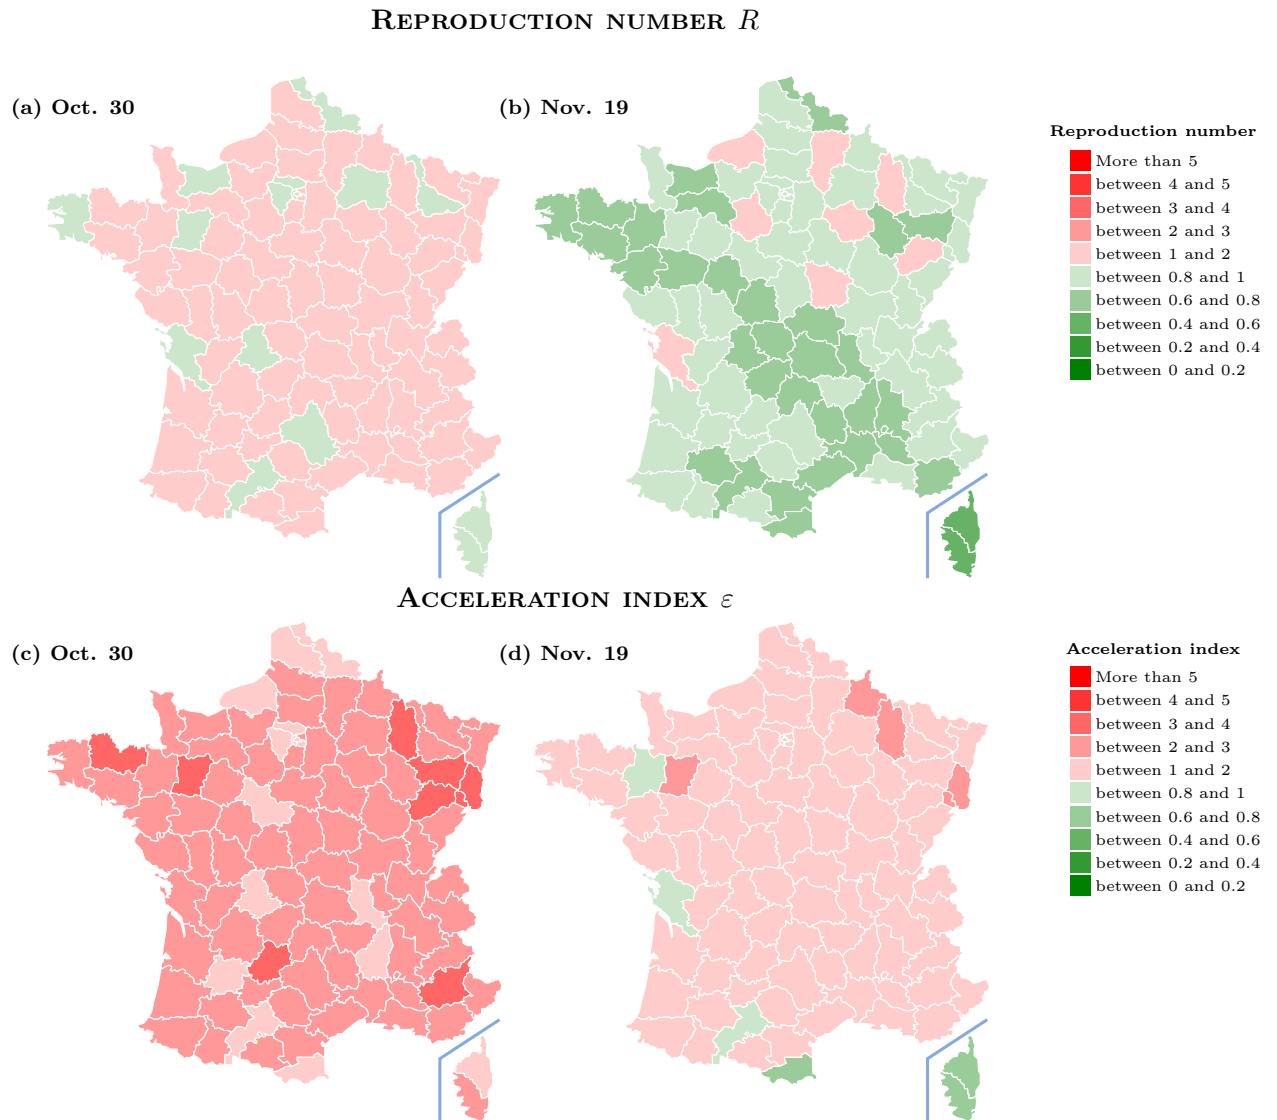 REPRODUCTION NUMBER R
(a) Oct. 30
(b) Nov. 19
Reproduction number
More than 5
between 4 and 5
between 3 and 4
between 2 and 3
between 1 and 2
between 0.8 and 1
between 0.6 and 0.8
between 0.4 and 0.6
between 0.2 and 0.4
between 0 and 0.2
ACCELERATION INDEX ε
(c) Oct. 30
(d) Nov. 19
Acceleration index
More than 5
between 4 and 5
between 3 and 4
between 2 and 3
between 1 and 2
between 0.8 and 1
between 0.6 and 0.8
between 0.4 and 0.6
between 0.2 and 0.4
between 0 and 0.2